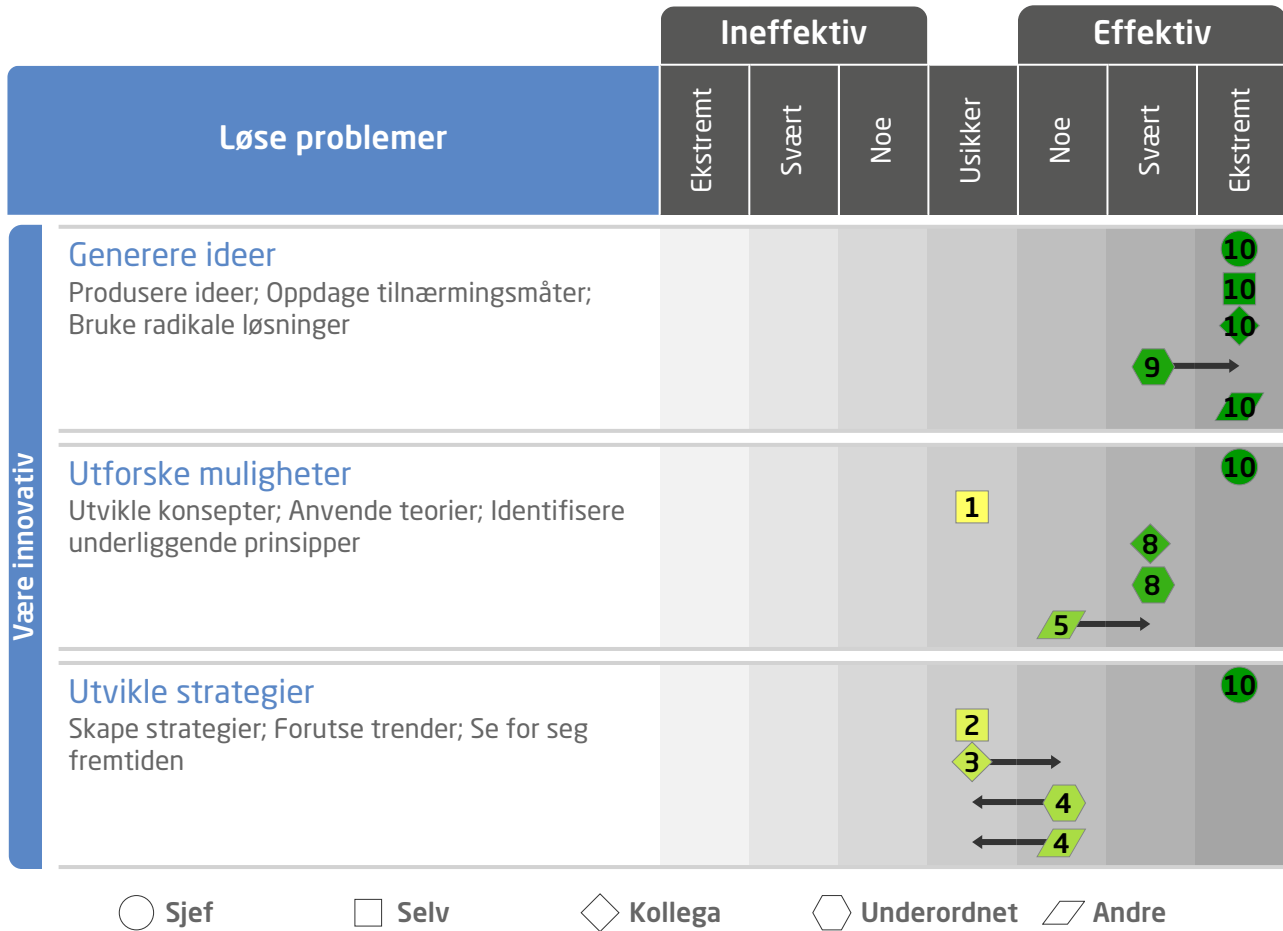 Ineffektiv
Effektiv
Løse problemer
Ekstremt
Svært
Noe
Usikker
Noe
Svært
Ekstremt
Være innovativ
Generere ideer
Produsere ideer; Oppdage tilnærmingsmåter;
Bruke radikale løsninger
10
10
10
9
10
Utforske muligheter
Utvikle konsepter; Anvende teorier; Identifisere
underliggende prinsipper
10
1
8
8
5
Utvikle strategier
Skape strategier; Forutse trender; Se for seg
fremtiden
10
2
3
4
4
Sjef
Selv
Kollega
Underordnet
Andre